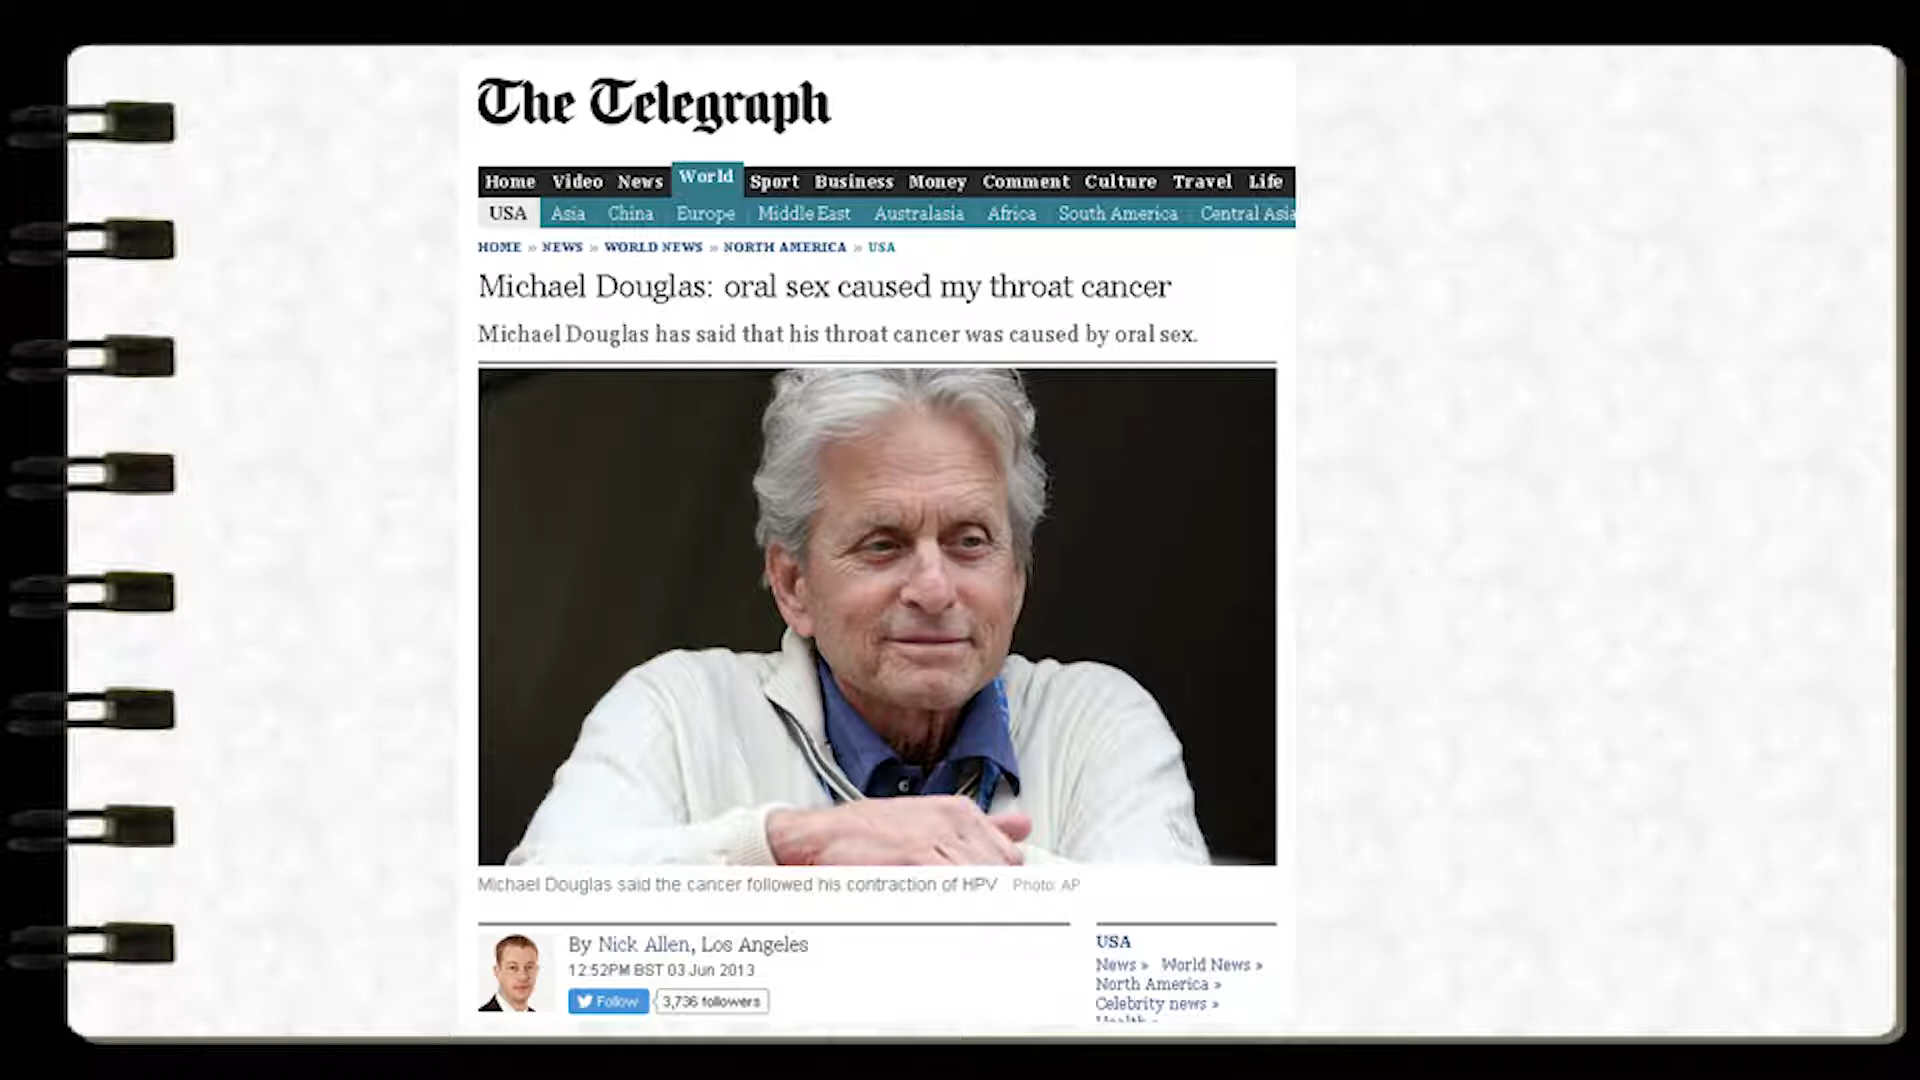 The Telegraph
Home Video News World Sport Business Money Comment Culture Travel Life
USA Asia China Europe Middle East Australasia Africa South America Central Asia
HOME » NEWS » WORLD NEWS » NORTH AMERICA » USA
Michael Douglas: oral sex caused my throat cancer
Michael Douglas has said that his throat cancer was caused by oral sex.
Michael Douglas said the cancer followed his contraction of HPV Photo: AP
By Nick Allen, Los Angeles
12:52PM BST 03 Jun 2013
Follow 3,736 followers
USA
News » World News »
North America »
Celebrity news »